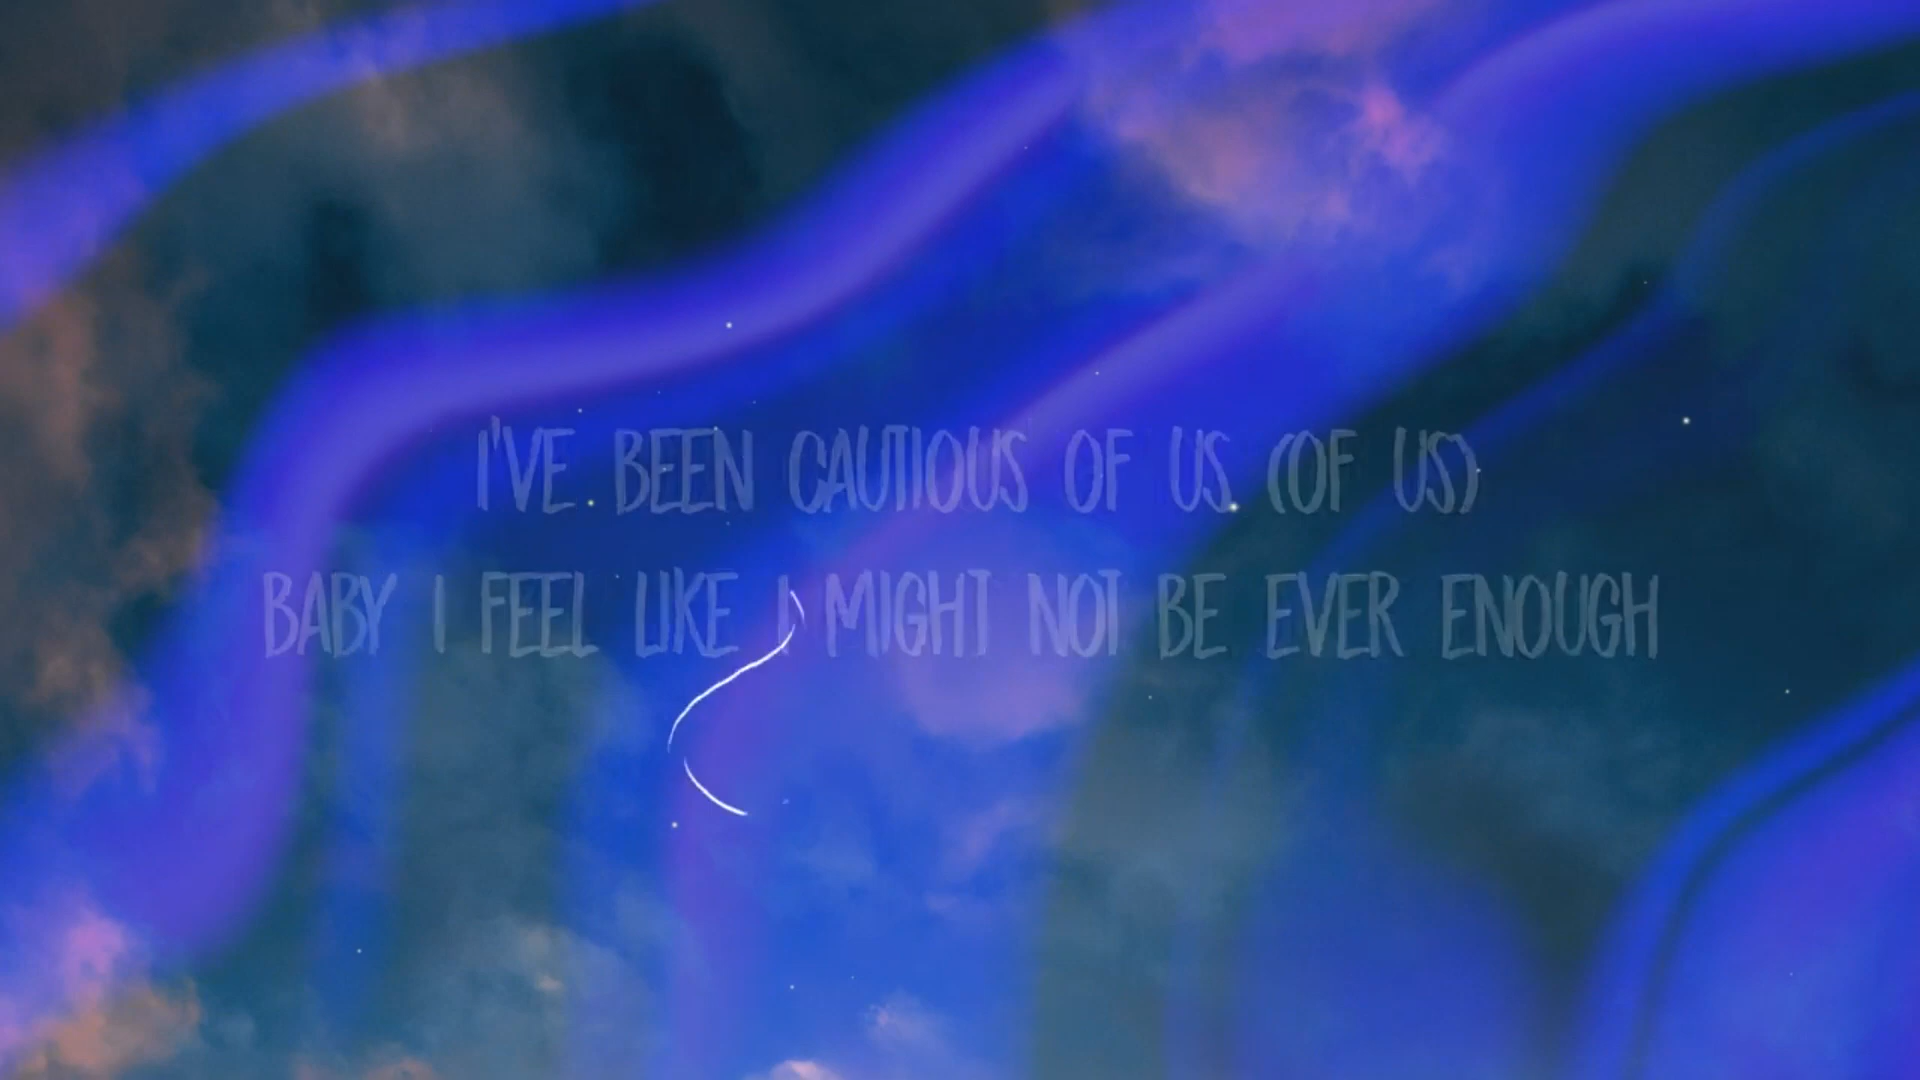 I'VE BEEN CAUTIOUS OF US (OF US)
BABY I FEEL LIKE I MIGHT NOT BE EVER ENOUGH